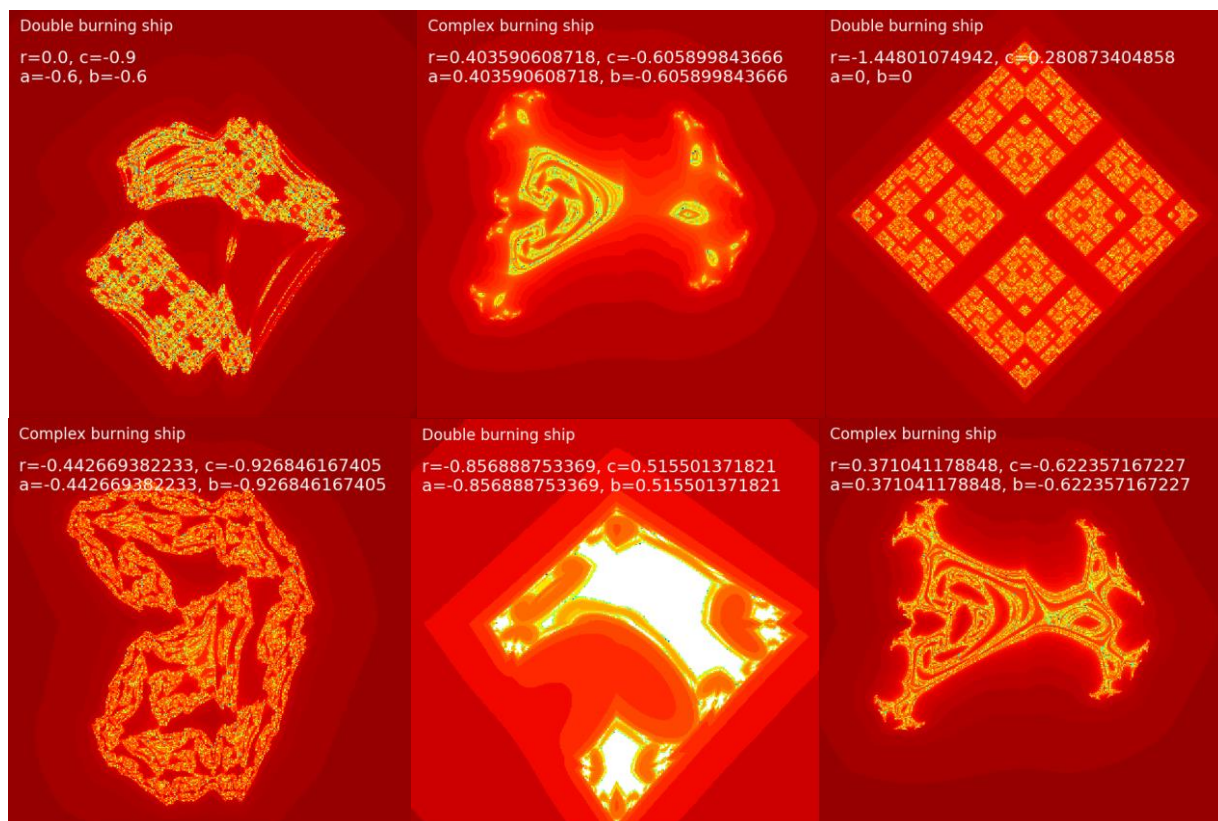 Double burning ship
r=0.0, c=-0.9
a=-0.6, b=-0.6
Complex burning ship
r=0.403590608718, c=-0.605899843666
a=0.403590608718, b=-0.605899843666
Double burning ship
r=-1.44801074942, c=0.280873404858
a=0, b=0
Complex burning ship
r=-0.442669382233, c=-0.926846167405
a=-0.442669382233, b=-0.926846167405
Double burning ship
r=-0.856888753369, c=0.515501371821
a=-0.856888753369, b=0.515501371821
Complex burning ship
r=0.371041178848, c=-0.622357167227
a=0.371041178848, b=-0.622357167227